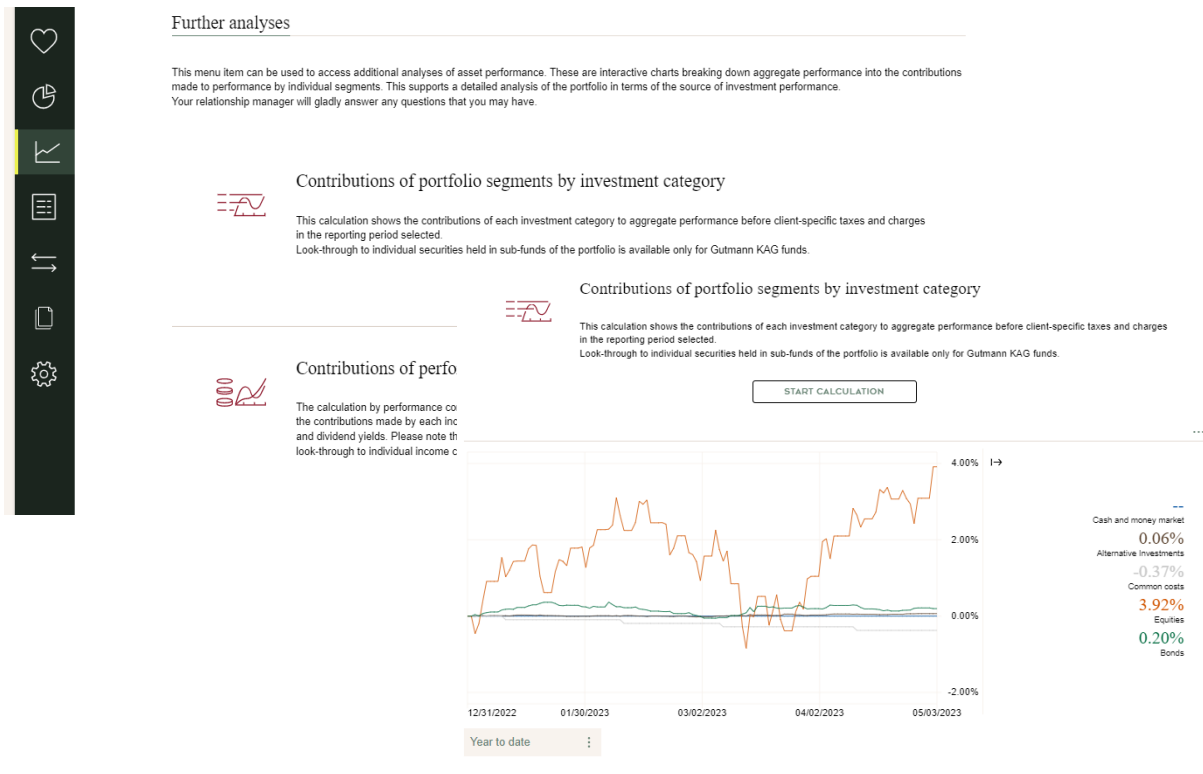 Further analyses
This menu item can be used to access additional analyses of asset performance. These are interactive charts breaking down aggregate performance into the contributions
made to performance by individual segments. This supports a detailed analysis of the portfolio in terms of the source of investment performance.
Your relationship manager will gladly answer any questions that you may have.
Contributions of portfolio segments by investment category
This calculation shows the contributions of each investment category to aggregate performance before client-specific taxes and charges
in the reporting period selected.
Look-through to individual securities held in sub-funds of the portfolio is available only for Gutmann KAG funds.
Contributions of perfo
The calculation by performance co
the contributions made by each inc
and dividend yields. Please note th
look-through to individual income c
Contributions of portfolio segments by investment category
This calculation shows the contributions of each investment category to aggregate performance before client-specific taxes and charges
in the reporting period selected.
Look-through to individual securities held in sub-funds of the portfolio is available only for Gutmann KAG funds.
START CALCULATION
4.00%
2.00%
0.00%
-2.00%
12/31/2022 01/30/2023 03/02/2023 04/02/2023 05/03/2023
--
Cash and money market
0.06%
Alternative Investments
-0.37%
Common costs
3.92%
Equities
0.20%
Bonds
Year to date